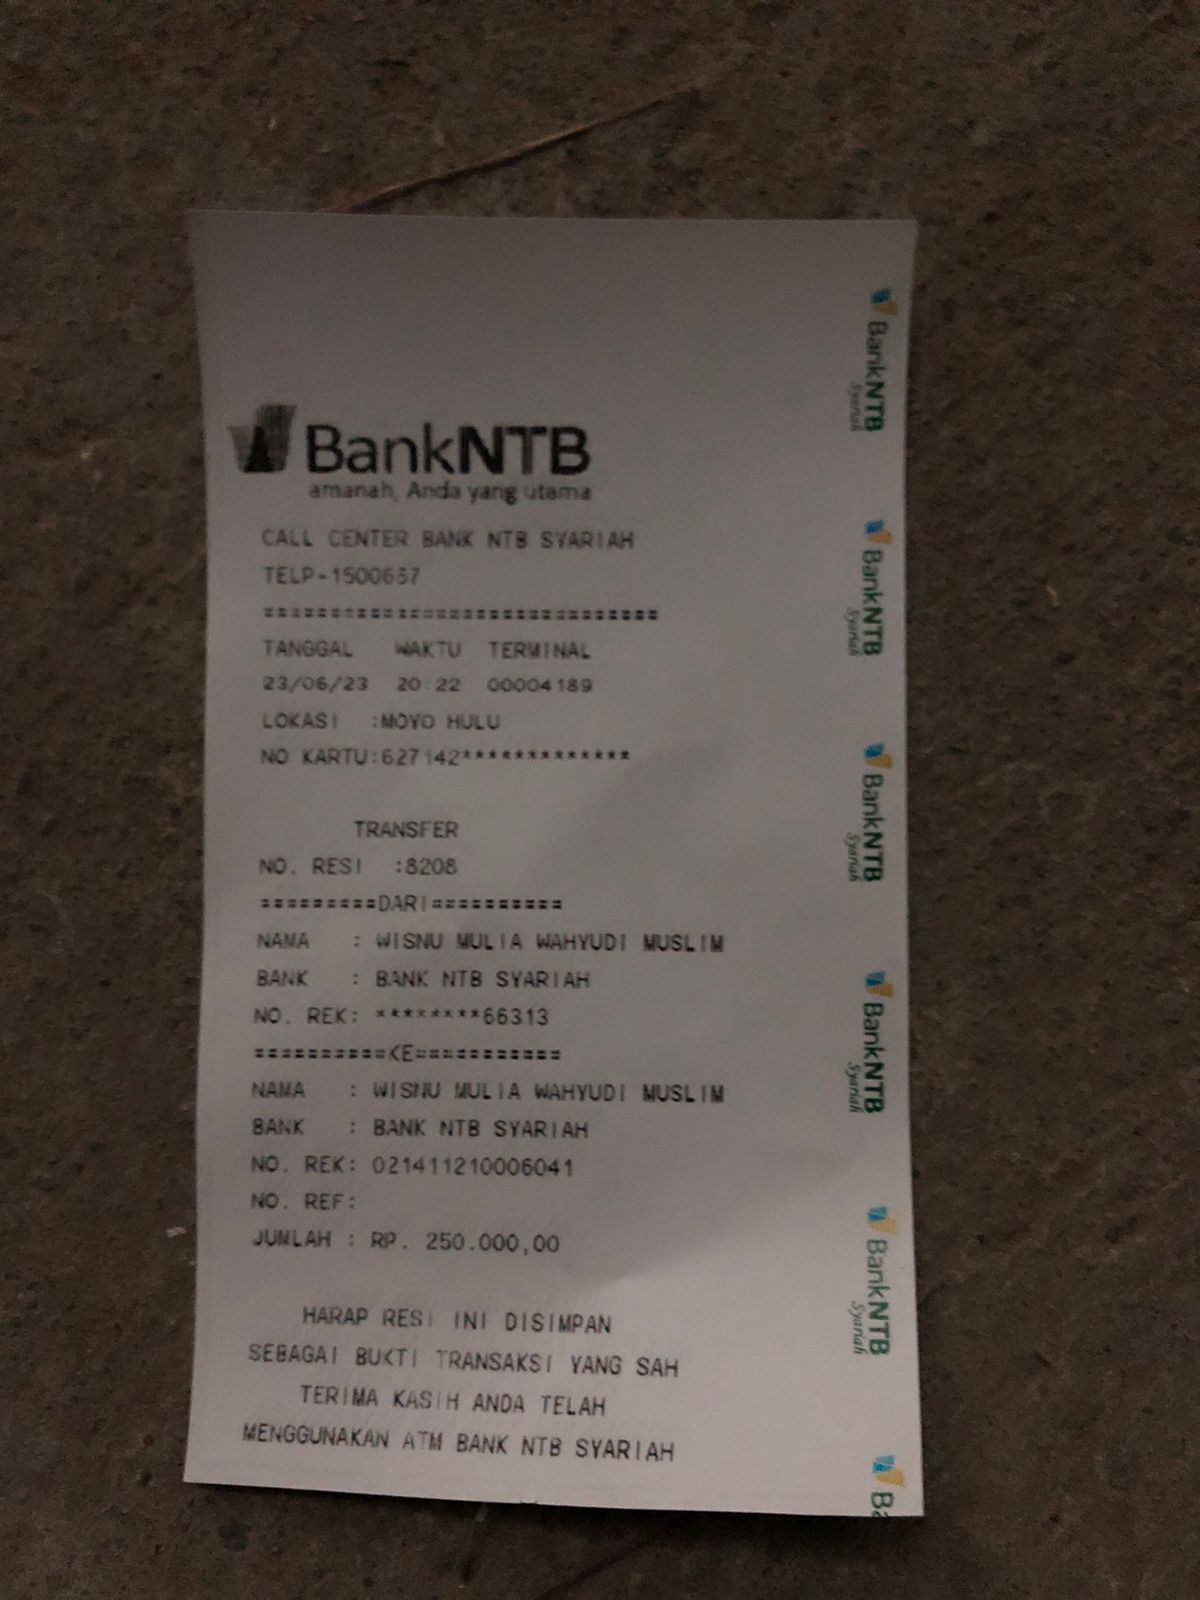 BankNTB
amanah, Anda yang utama
CALL CENTER BANK NTB SYARIAH
TELP-1500667
==============================
TANGGAL WAKTU TERMINAL
23/06/23 20:22 00004189
LOKASI :MOYO HULU
NO KARTU:627142*************
TRANSFER
NO. RESI :8208
=========DARI==========
NAMA : WISNU MULIA WAHYUDI MUSLIM
BANK : BANK NTB SYARIAH
NO. REK: ********66313
==========KE===========
NAMA : WISNU MULIA WAHYUDI MUSLIM
BANK : BANK NTB SYARIAH
NO. REK: 021411210006041
NO. REF:
JUMLAH : RP. 250.000,00
HARAP RESI INI DISIMPAN
SEBAGAI BUKTI TRANSAKSI YANG SAH
TERIMA KASIH ANDA TELAH
MENGGUNAKAN ATM BANK NTB SYARIAH
BankNTB
Syariah
BankNTB
Syariah
BankNTB
Syariah
BankNTB
Syariah
BankNTB
Syariah
Ba